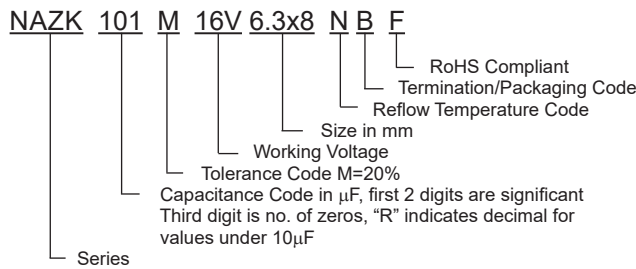 NAZK 101 M 16V 6.3x8 N B F
RoHS Compliant
Termination/Packaging Code
Reflow Temperature Code
Size in mm
Working Voltage
Tolerance Code M=20%
Capacitance Code in μF, first 2 digits are significant
Third digit is no. of zeros, “R” indicates decimal for
values under 10μF
Series